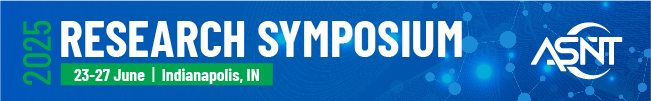 2025
RESEARCH SYMPOSIUM
23-27 June | Indianapolis, IN
ASNT